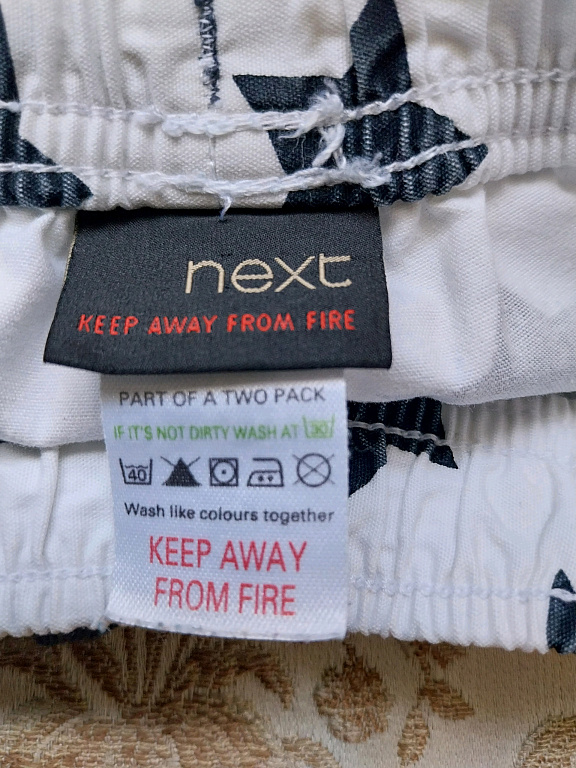 next
KEEP AWAY FROM FIRE
PART OF A TWO PACK
IF IT'S NOT DIRTY WASH AT 30
40
Wash like colours together
KEEP AWAY
FROM FIRE